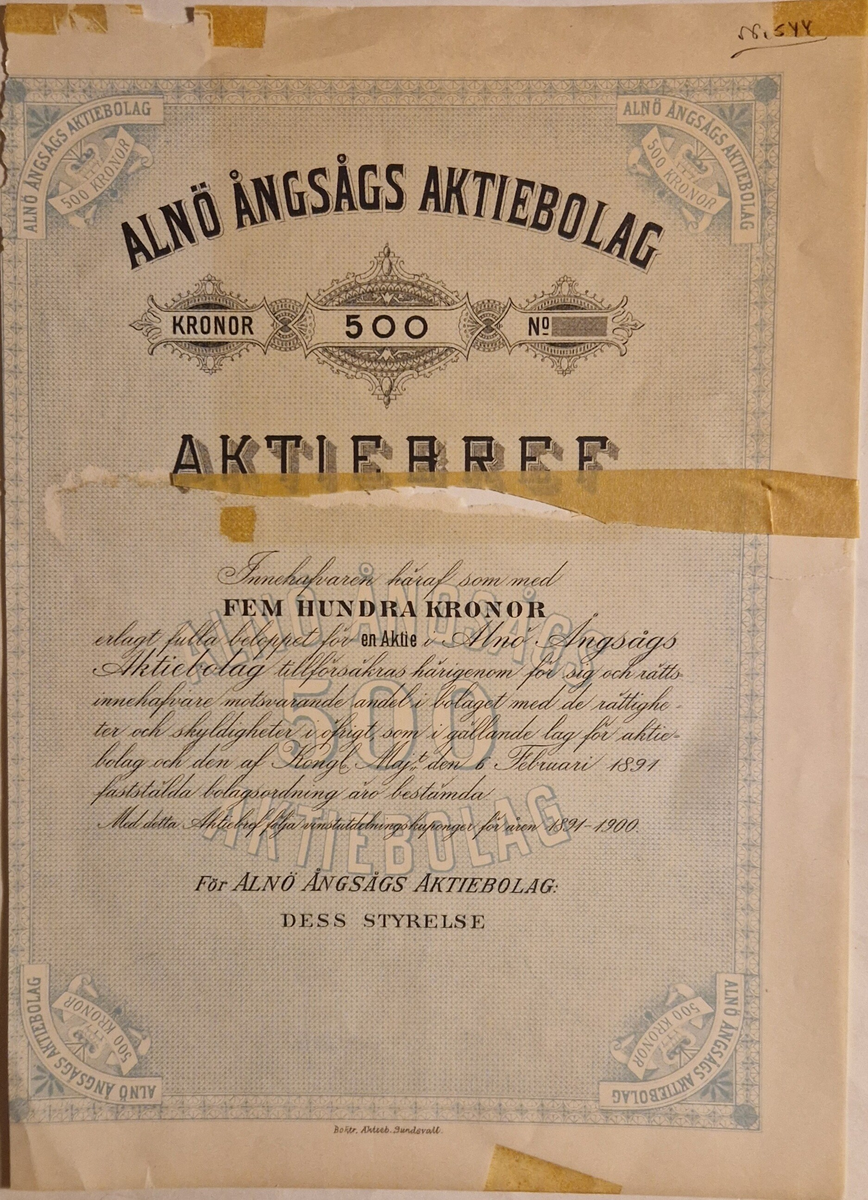 544
ALNÖ ÅNGSÅGS AKTIEBOLAG
500 KRONOR
ALNÖ ÅNGSÅGS AKTIEBOLAG
500 KRONOR
ALNÖ ÅNGSÅGS AKTIEBOLAG
KRONOR 500 No
AKTIEBREF
Innehafvaren häraf som med
FEM HUNDRA KRONOR
erlagt fulla beloppet för en Aktie i Alnö Ångsågs
Aktiebolag tillförsäkras härigenom för sig och rätts-
innehafvare motsvarande andel i bolaget med de rättighe-
ter och skyldigheter i öfrigt, som i gällande lag för aktie-
bolag och den af Kongl. Maj:t den 6 Februari 1891
fastställda bolagsordning äro bestämda.
Med detta Aktiebref följa vinstutdelningskuponger för åren 1891-1900.
ALNÖ ÅNGSÅGS
500
AKTIEBOLAG
För ALNÖ ÅNGSÅGS AKTIEBOLAG:
DESS STYRELSE
ALNÖ ÅNGSÅGS AKTIEBOLAG
500 KRONOR
ALNÖ ÅNGSÅGS AKTIEBOLAG
500 KRONOR
Boktr. Aktieb. Sundsvall.